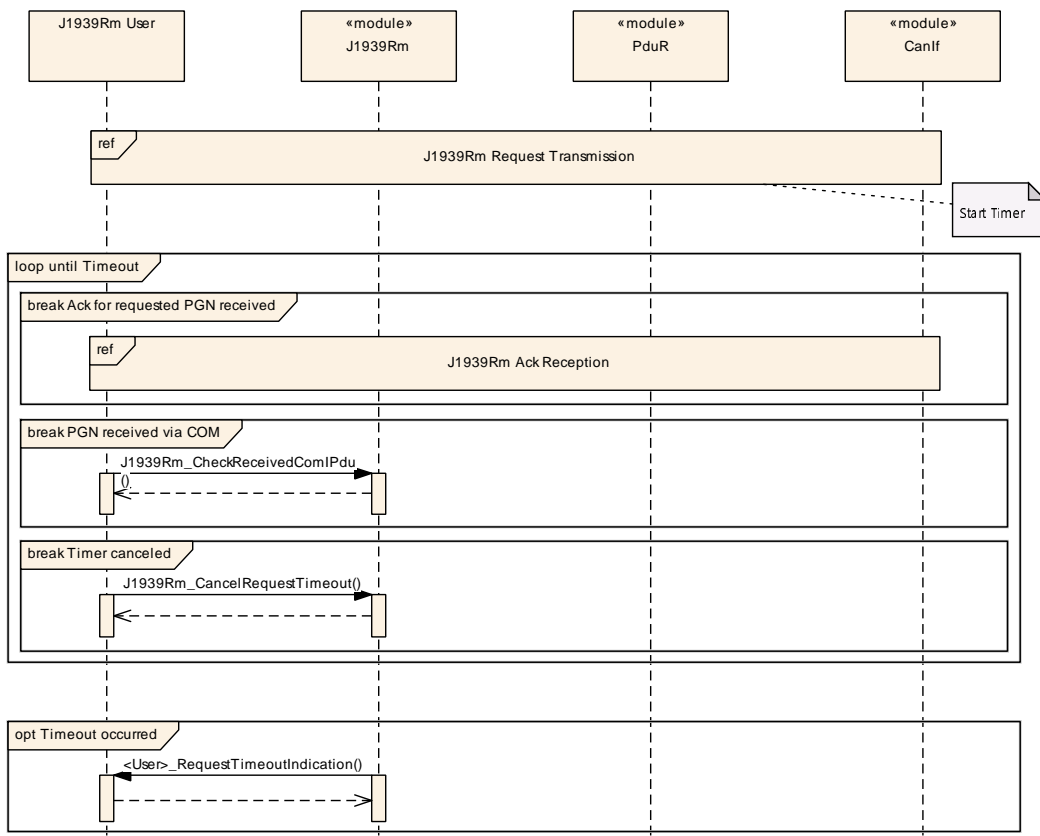 J1939Rm User
«module»
J1939Rm
«module»
PduR
«module»
CanIf
ref
J1939Rm Request Transmission
Start Timer
loop until Timeout
break Ack for requested PGN received
ref
J1939Rm Ack Reception
break PGN received via COM
J1939Rm_CheckReceivedComIPdu
()
break Timer canceled
J1939Rm_CancelRequestTimeout()
opt Timeout occurred
<User>_RequestTimeoutIndication()